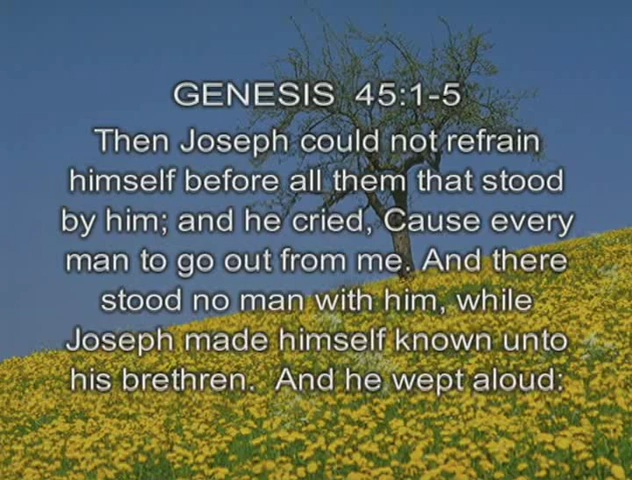 GENESIS 45:1-5
Then Joseph could not refrain
himself before all them that stood
by him; and he cried, Cause every
man to go out from me. And there
stood no man with him, while
Joseph made himself known unto
his brethren. And he wept aloud: